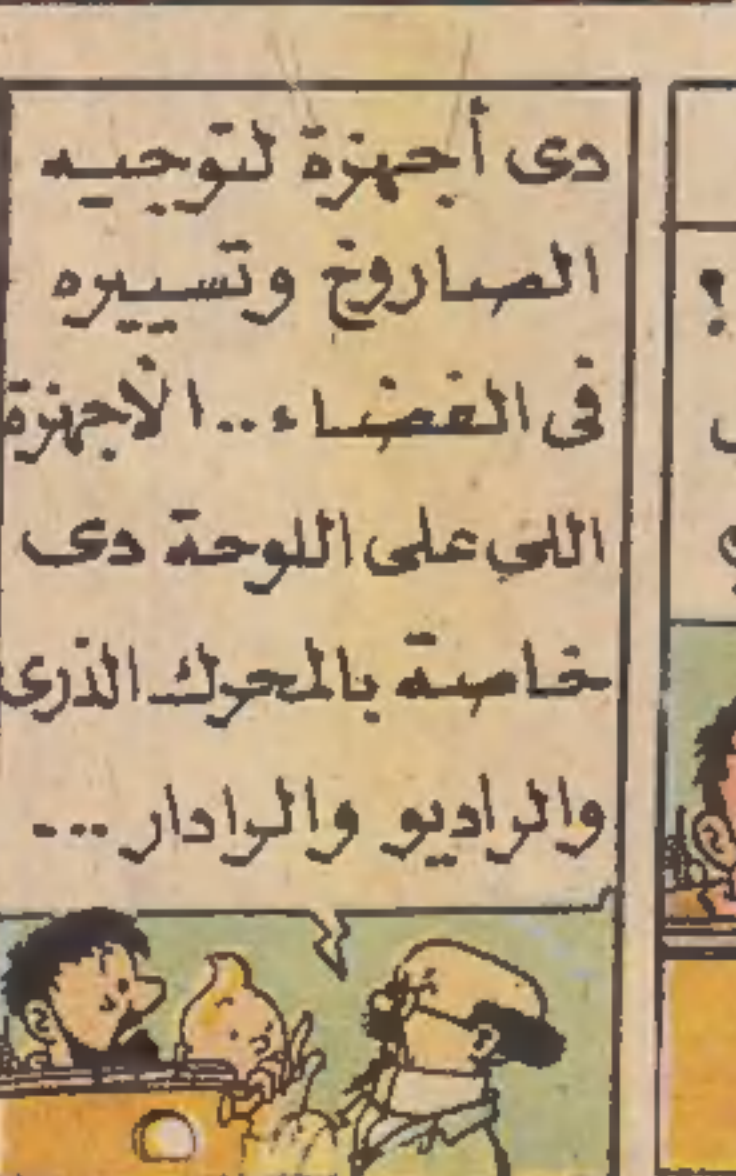 دى أجهزة لتوجيه
الصاروخ وتسييره
فى الفضاء .. الأجهزة
اللى على اللوحة دى
خاصة بالمحرك الذرى
والراديو والرادار ...